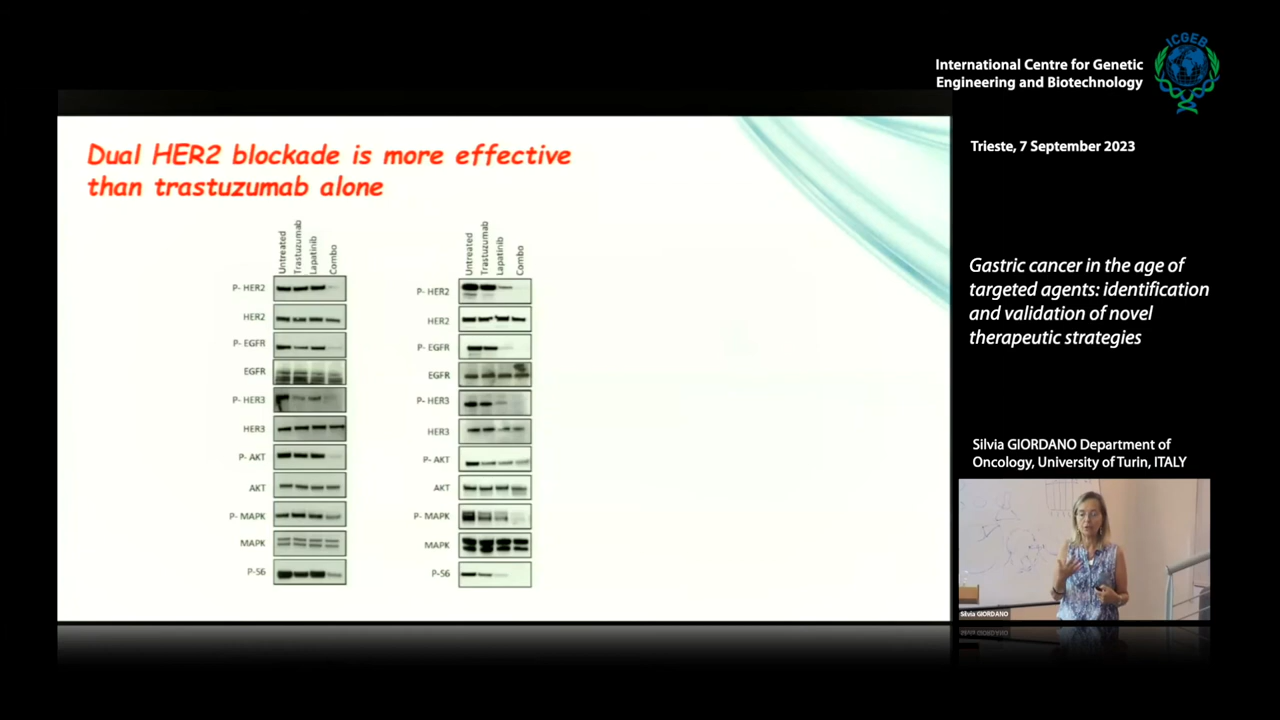 International Centre for Genetic
Engineering and Biotechnology
ICGEB
Trieste, 7 September 2023
Dual HER2 blockade is more effective
than trastuzumab alone
Untreated
Trastuzumab
Lapatinib
Combo
P- HER2
HER2
P- EGFR
EGFR
P- HER3
HER3
P- AKT
AKT
P- MAPK
MAPK
P-S6
Untreated
Trastuzumab
Lapatinib
Combo
P- HER2
HER2
P- EGFR
EGFR
P- HER3
HER3
P- AKT
AKT
P- MAPK
MAPK
P-S6
Gastric cancer in the age of
targeted agents: identification
and validation of novel
therapeutic strategies
Silvia GIORDANO Department of
Oncology, University of Turin, ITALY
Silvia GIORDANO